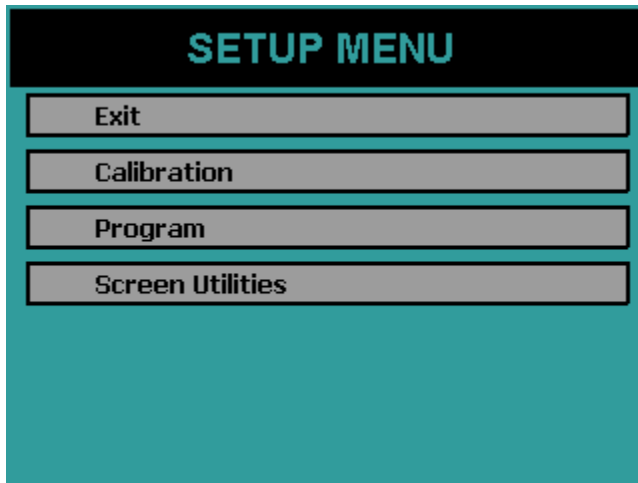 SETUP MENU
Exit
Calibration
Program
Screen Utilities